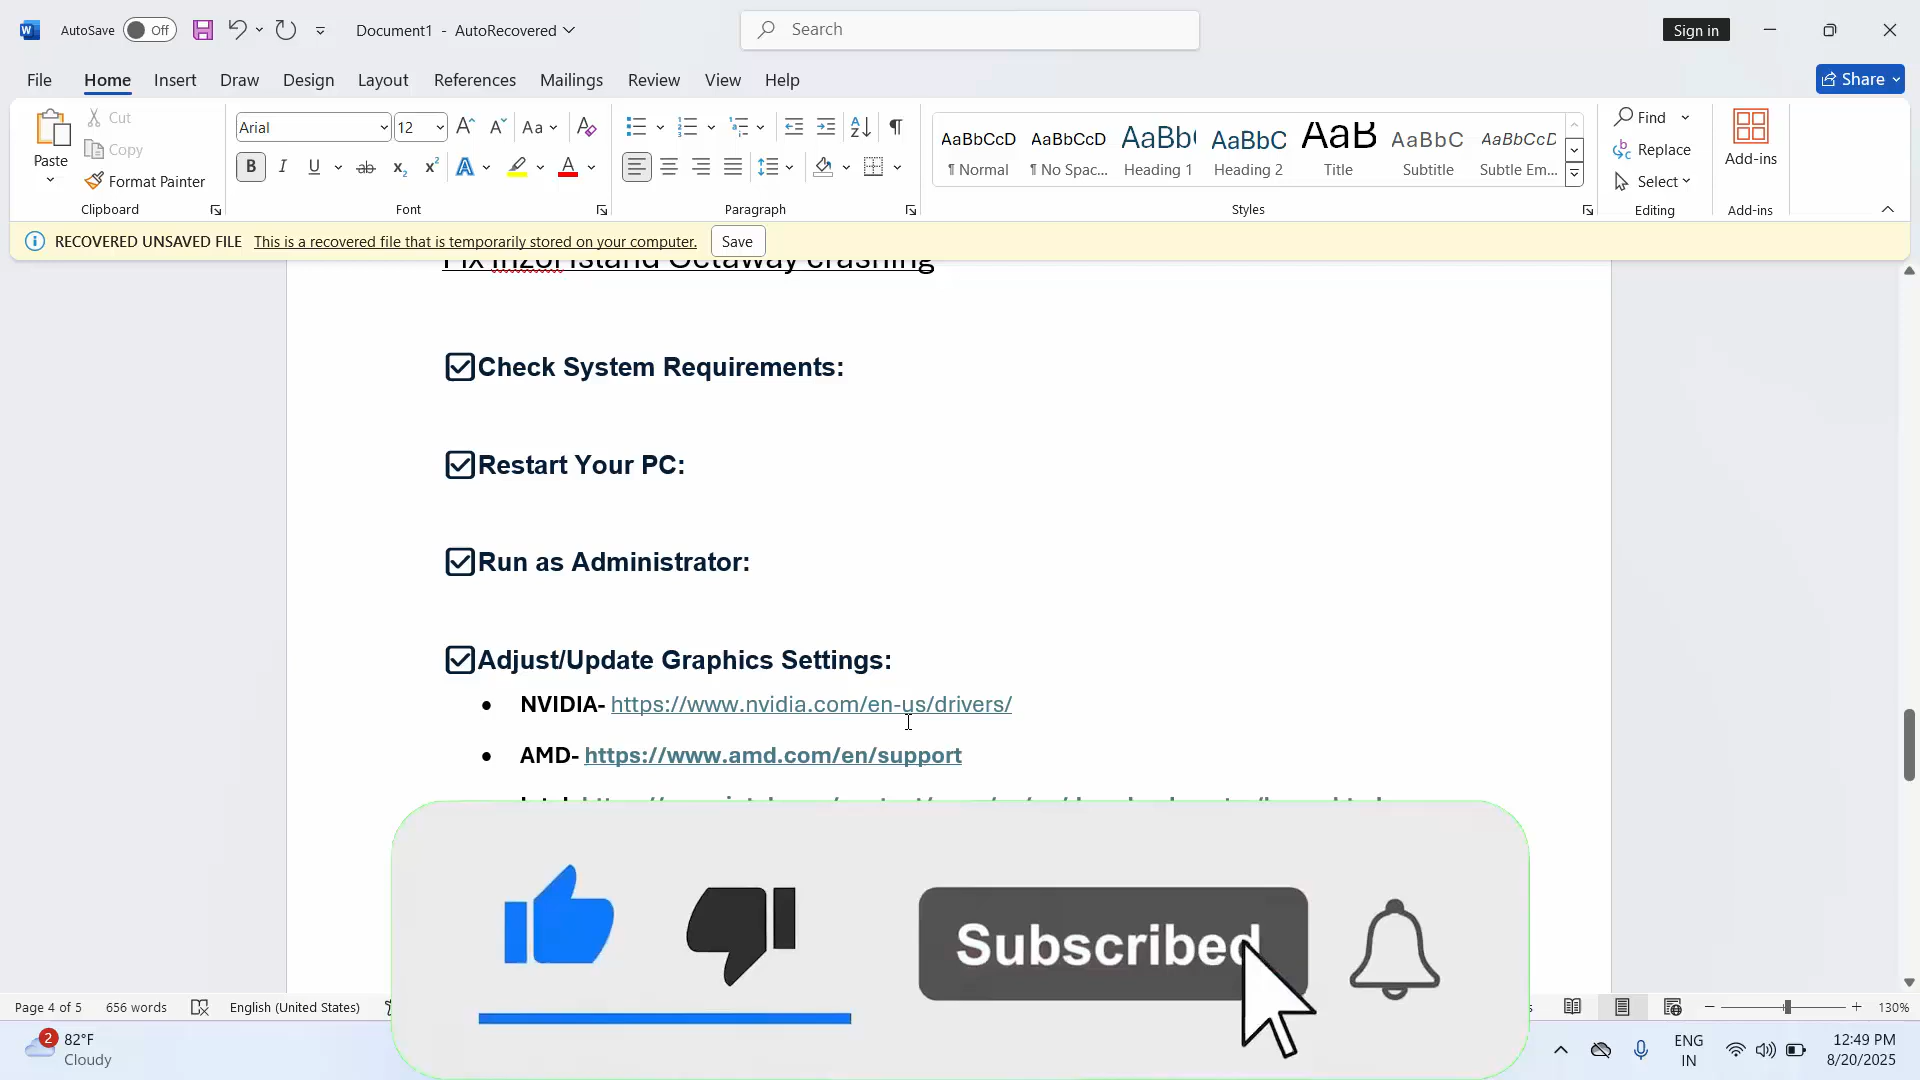 AutoSave Off Document1 - AutoRecovered Search Sign in
File Home Insert Draw Design Layout References Mailings Review View Help Share
Paste Cut Copy Format Painter Clipboard
Arial 12 Aa Font
Paragraph
AaBbCcD AaBbCcD AaBb( AaBbC AaB AaBbC AaBbCcD
¶ Normal ¶ No Spac... Heading 1 Heading 2 Title Subtitle Subtle Em...
Styles
Find Replace Select Editing
Add-ins Add-ins
RECOVERED UNSAVED FILE This is a recovered file that is temporarily stored on your computer. Save
Island Getaway crashing
Check System Requirements:
Restart Your PC:
Run as Administrator:
Adjust/Update Graphics Settings:
• NVIDIA- https://www.nvidia.com/en-us/drivers/
• AMD- https://www.amd.com/en/support
Subscribed
Page 4 of 5 656 words English (United States) 130%
2 82°F Cloudy
ENG IN
12:49 PM
8/20/2025